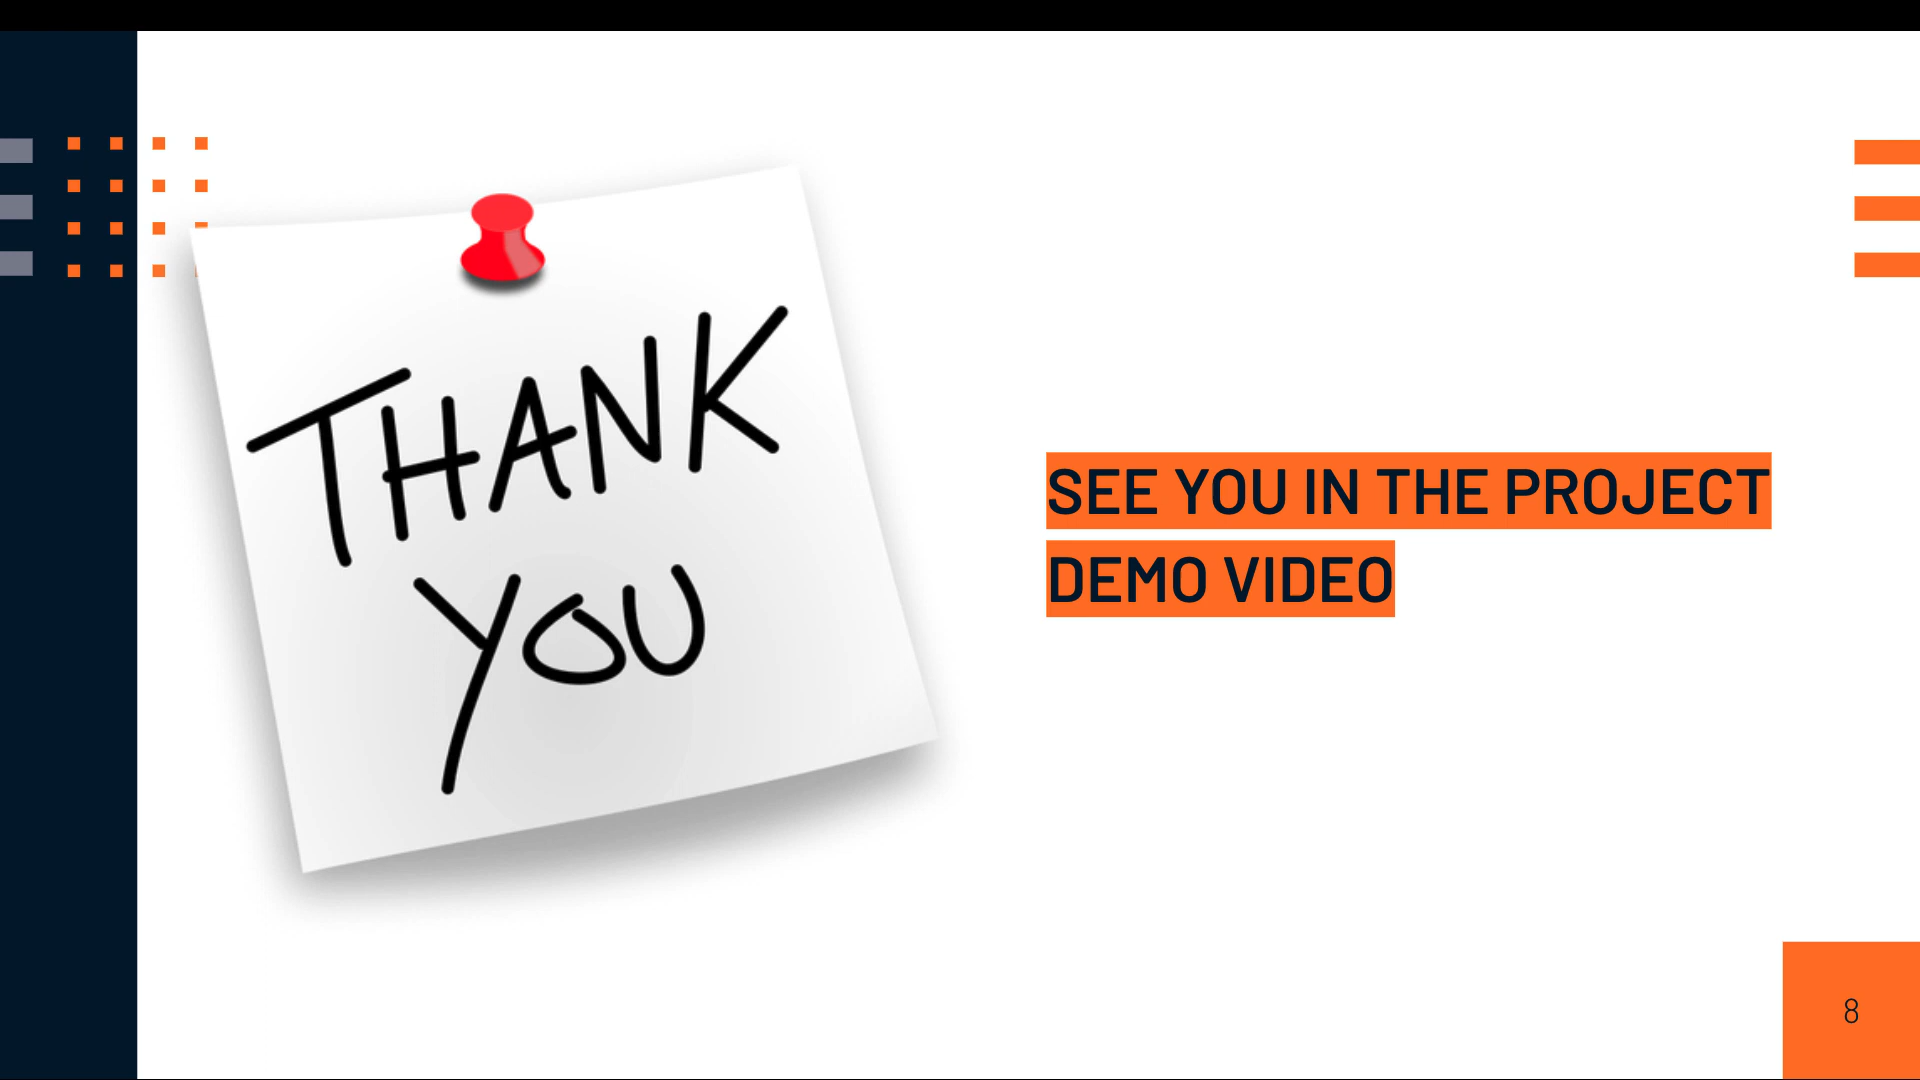 THANK
YOU
SEE YOU IN THE PROJECT
DEMO VIDEO
8